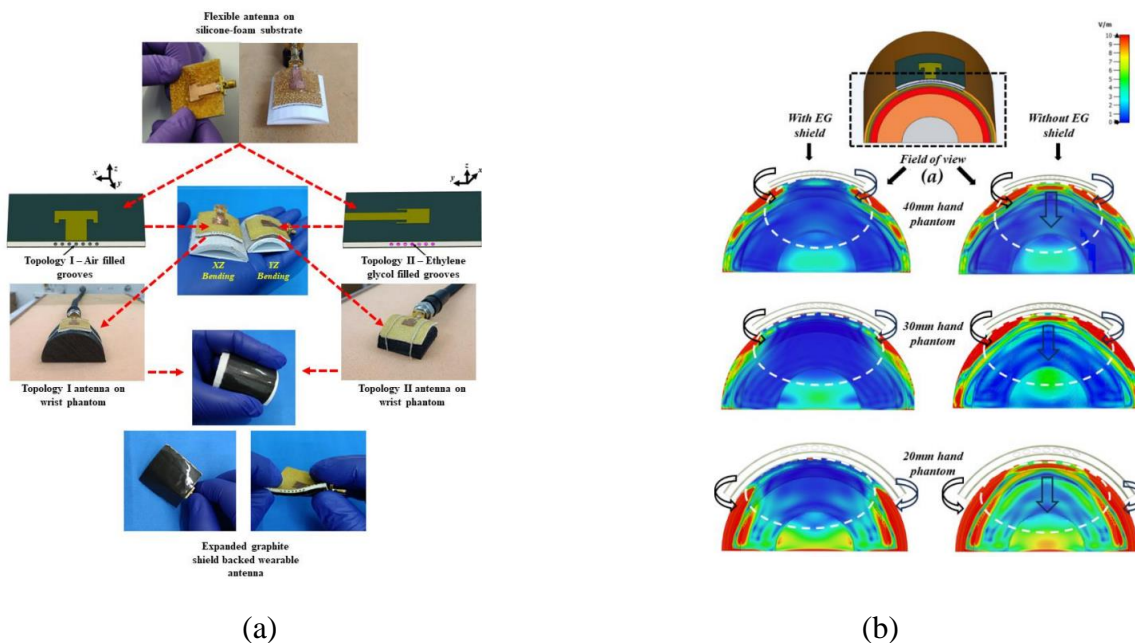 Flexible antenna on
silicone-foam substrate
z
x
y
z
x
y
Topology I – Air filled
grooves
XZ
Bending
YZ
Bending
Topology II – Ethylene
glycol filled grooves
Topology I antenna on
wrist phantom
Topology II antenna on
wrist phantom
Expanded graphite
shield backed wearable
antenna
(a)
V/m
10
9
8
7
6
5
4
3
2
1
0
With EG
shield
Without EG
shield
Field of view
(a)
40mm hand
phantom
30mm hand
phantom
20mm hand
phantom
(b)